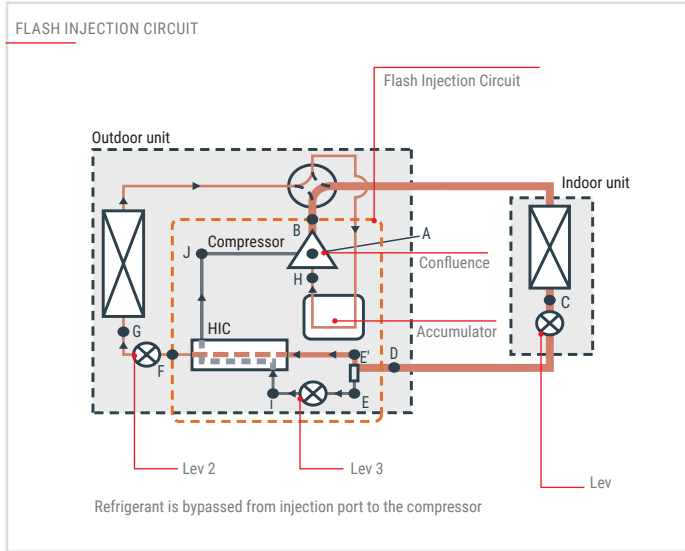 FLASH INJECTION CIRCUIT
Flash Injection Circuit
Outdoor unit
Indoor unit
B
A
J
Compressor
Confluence
H
C
Accumulator
G
HIC
F
E'
D
I
E
Lev 2
Lev 3
Lev
Refrigerant is bypassed from injection port to the compressor